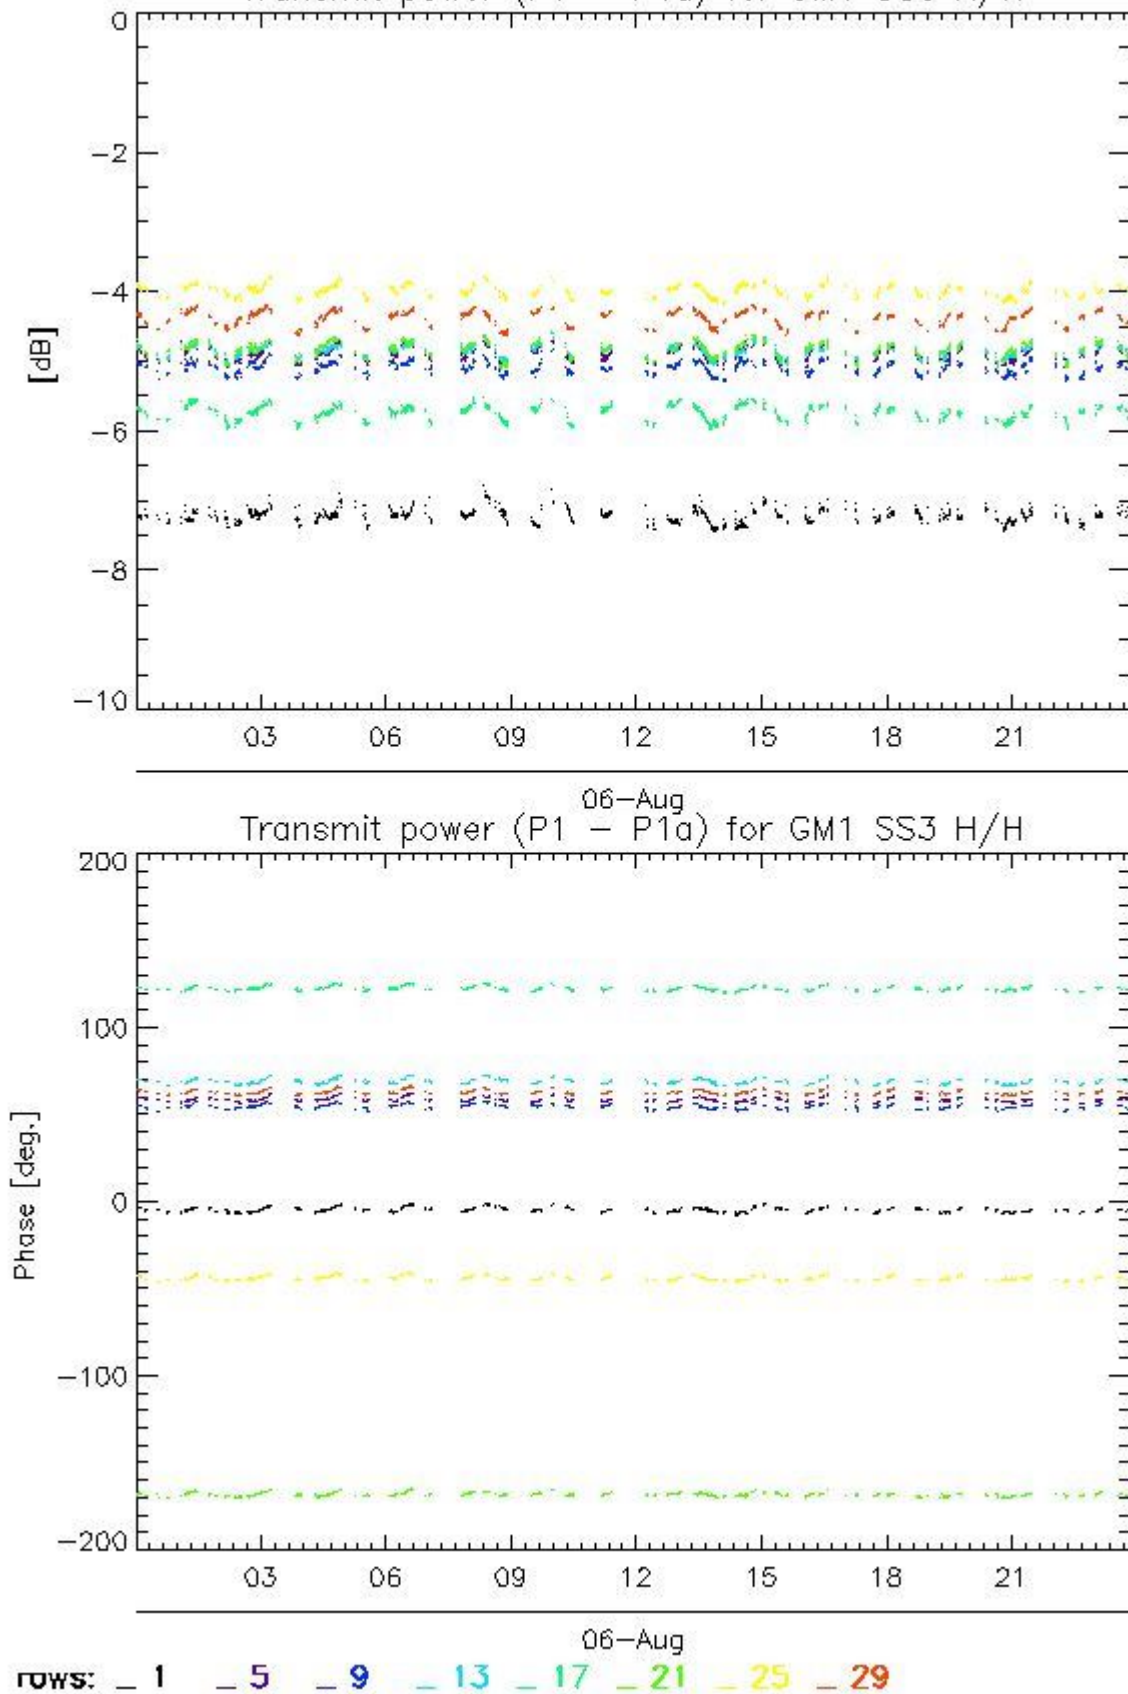 0
−2
−4
[dB]
−6
−8
−10
03 06 09 12 15 18 21
06−Aug
Transmit power (P1 − P1a) for GM1 SS3 H/H
200
100
Phase [deg.]
0
−100
−200
03 06 09 12 15 18 21
06−Aug
rows: _ 1 _ 5 _ 9 _ 13 _ 17 _ 21 _ 25 _ 29